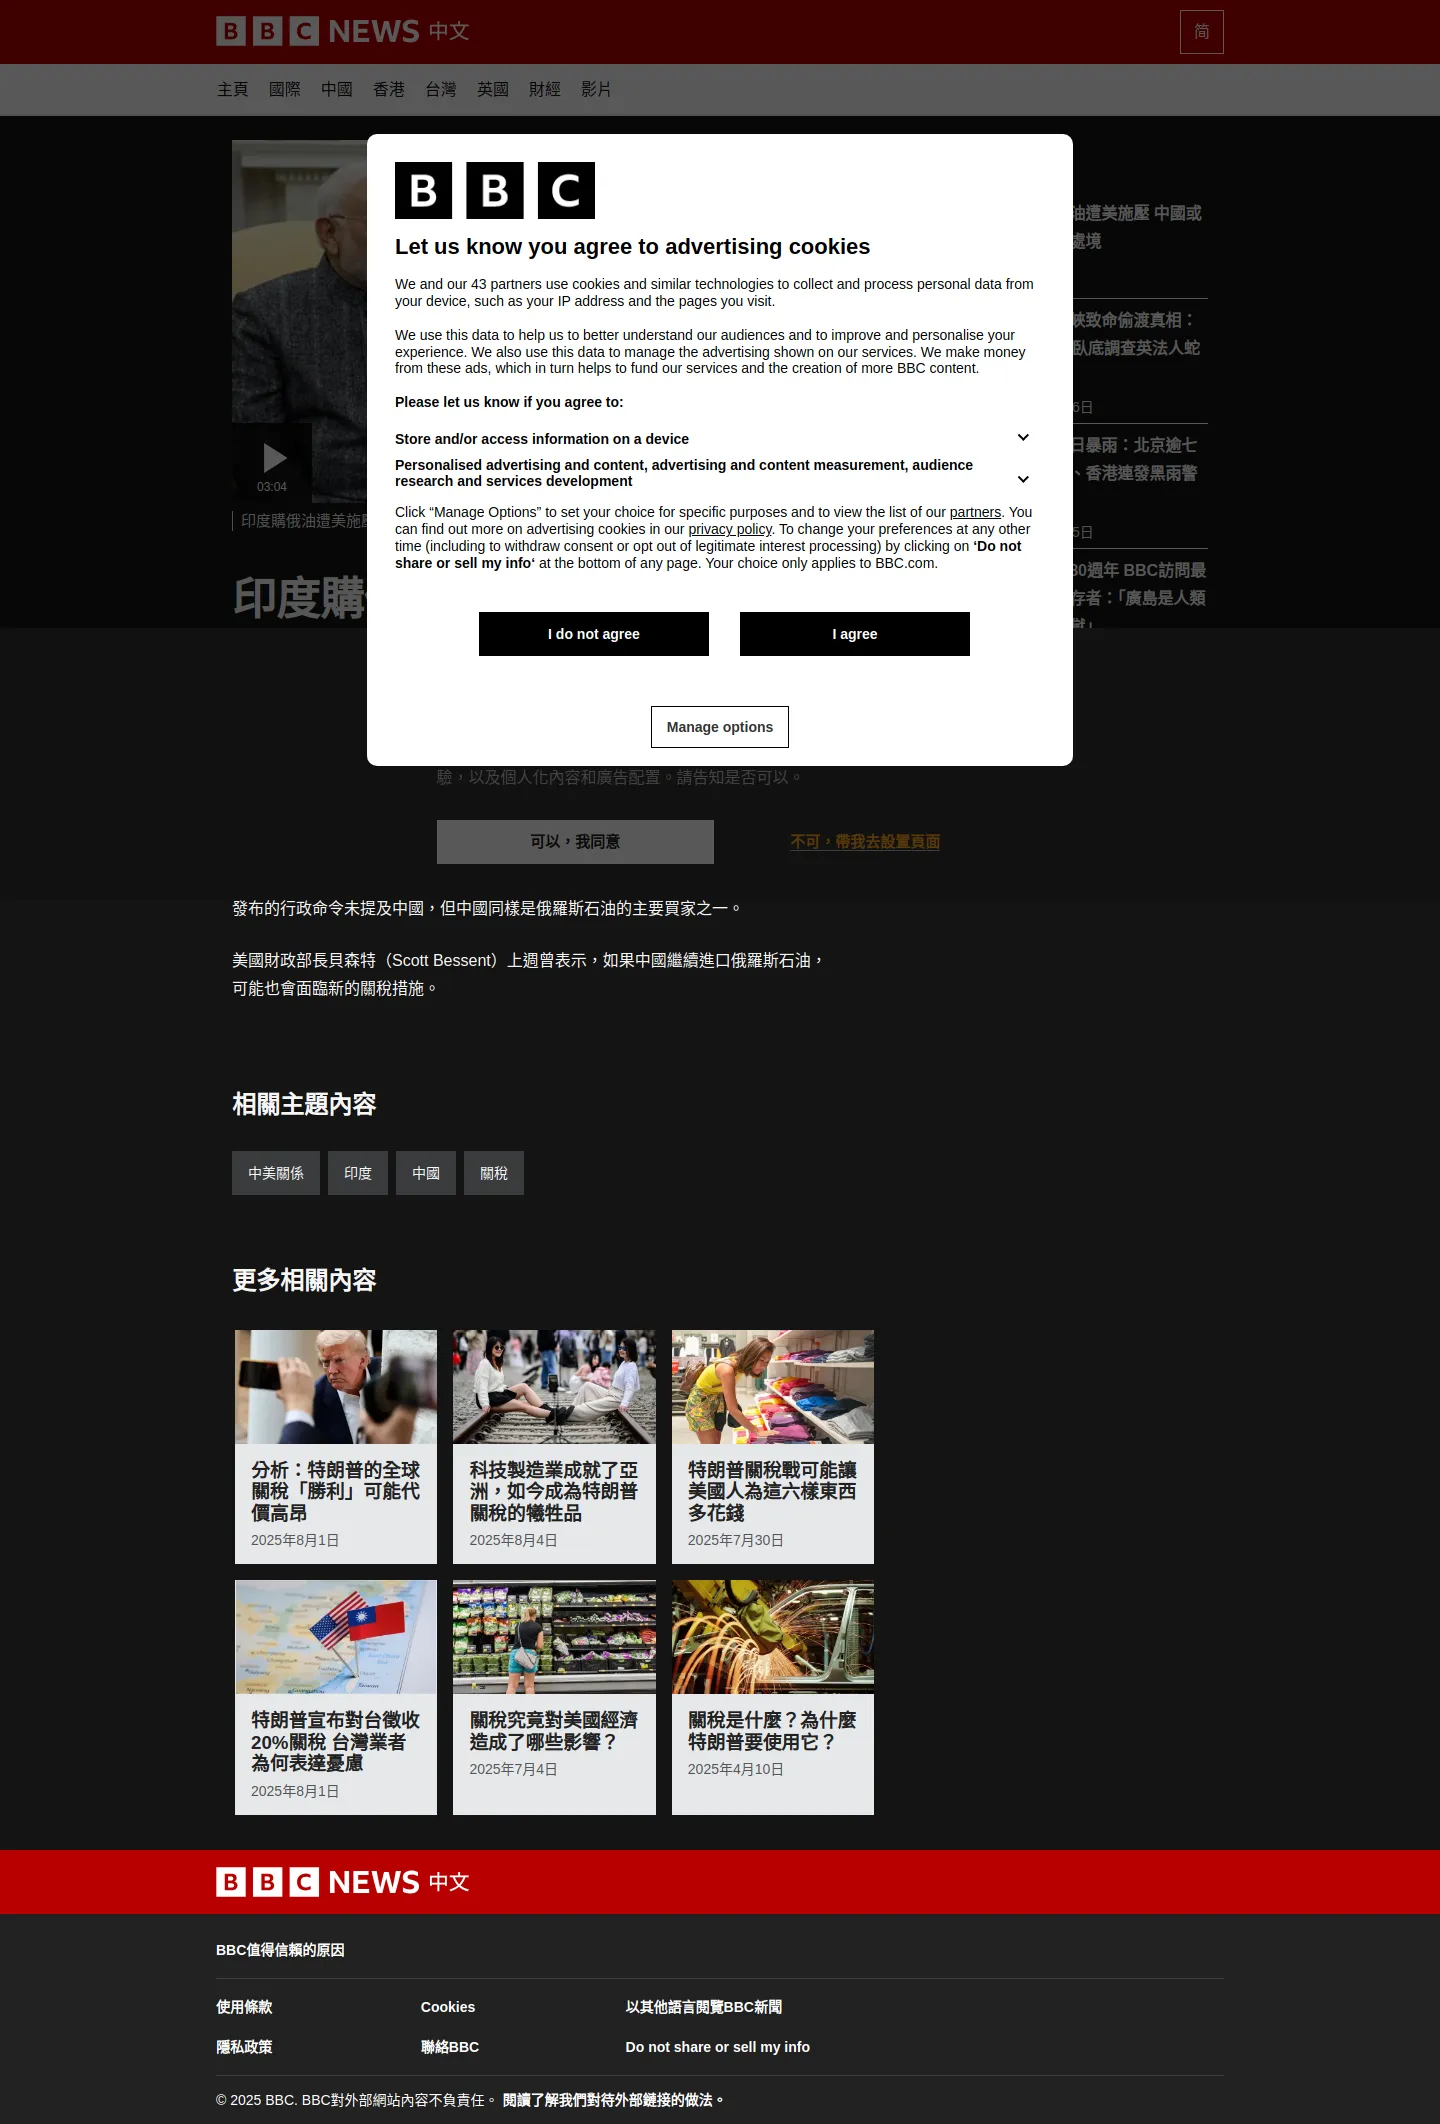 BBC NEWS 中文
简
主頁 國際 中國 香港 台灣 英國 財經 影片
BBC
Let us know you agree to advertising cookies
We and our 43 partners use cookies and similar technologies to collect and process personal data from
your device, such as your IP address and the pages you visit.
We use this data to help us to better understand our audiences and to improve and personalise your
experience. We also use this data to manage the advertising shown on our services. We make money
from these ads, which in turn helps to fund our services and the creation of more BBC content.
Please let us know if you agree to:
Store and/or access information on a device
Personalised advertising and content, advertising and content measurement, audience
research and services development
Click “Manage Options” to set your choice for specific purposes and to view the list of our partners. You
can find out more on advertising cookies in our privacy policy. To change your preferences at any other
time (including to withdraw consent or opt out of legitimate interest processing) by clicking on ‘Do not
share or sell my info‘ at the bottom of any page. Your choice only applies to BBC.com.
I do not agree
I agree
Manage options
03:04
印度購俄油遭美施壓
印度購
油遭美施壓 中國或
處境
峽致命偷渡真相：
臥底調查英法人蛇
6日
日暴雨：北京逾七
、香港連發黑雨警
5日
80週年 BBC訪問最
存者：「廣島是人類
獄」
驗，以及個人化內容和廣告配置。請告知是否可以。
可以，我同意
不可，帶我去設置頁面
發布的行政命令未提及中國，但中國同樣是俄羅斯石油的主要買家之一。
美國財政部長貝森特（Scott Bessent）上週曾表示，如果中國繼續進口俄羅斯石油，
可能也會面臨新的關稅措施。
相關主題內容
中美關係 印度 中國 關稅
更多相關內容
分析：特朗普的全球
關稅「勝利」可能代
價高昂
2025年8月1日
科技製造業成就了亞
洲，如今成為特朗普
關稅的犧牲品
2025年8月4日
特朗普關稅戰可能讓
美國人為這六樣東西
多花錢
2025年7月30日
特朗普宣布對台徵收
20%關稅 台灣業者
為何表達憂慮
2025年8月1日
關稅究竟對美國經濟
造成了哪些影響？
2025年7月4日
關稅是什麼？為什麼
特朗普要使用它？
2025年4月10日
BBC NEWS 中文
BBC值得信賴的原因
使用條款 Cookies 以其他語言閱覽BBC新聞
隱私政策 聯絡BBC Do not share or sell my info
© 2025 BBC. BBC對外部網站內容不負責任。 閱讀了解我們對待外部鏈接的做法。